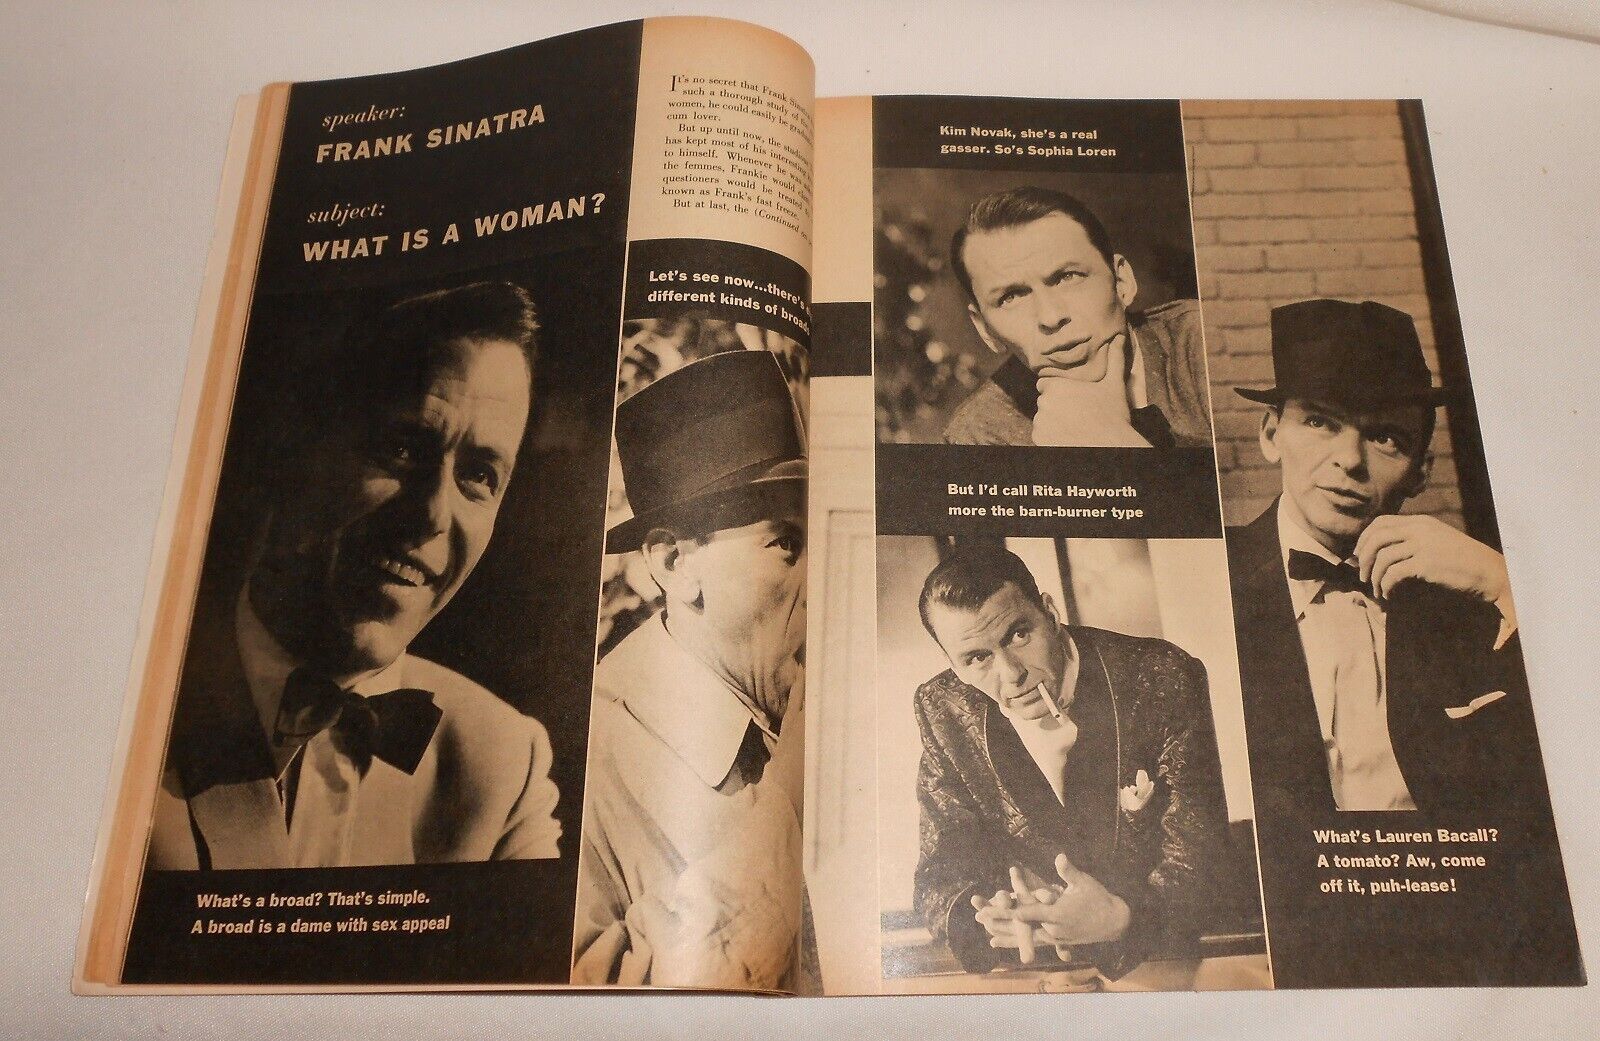 speaker:
FRANK SINATRA
subject:
WHAT IS A WOMAN?
It's no secret that Frank
such a thorough study of
women, he could easily be
cum lover.
But up until now, the
has kept most of his
to himself. Whenever he was
the femmes, Frankie would
questioners would be treated
known as Frank's fast freeze.
But at last, the (Continued on
Let's see now...there's
different kinds of broads
What's a broad? That's simple.
A broad is a dame with sex appeal
Kim Novak, she's a real
gasser. So's Sophia Loren
But I'd call Rita Hayworth
more the barn-burner type
What's Lauren Bacall?
A tomato? Aw, come
off it, puh-lease!